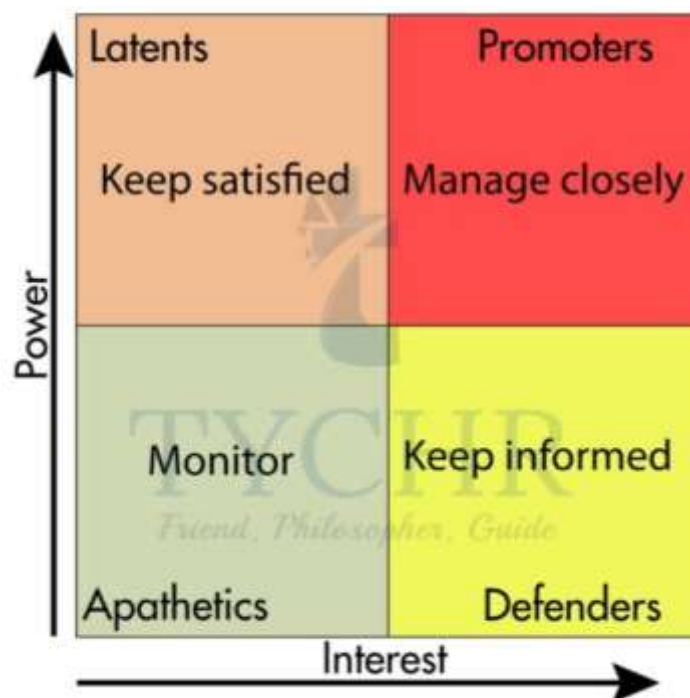 Latents
Promoters
Keep satisfied
Manage closely
Power
TYCHR
Monitor
Keep informed
Friend, Philosopher, Guide
Apathetics
Defenders
Interest